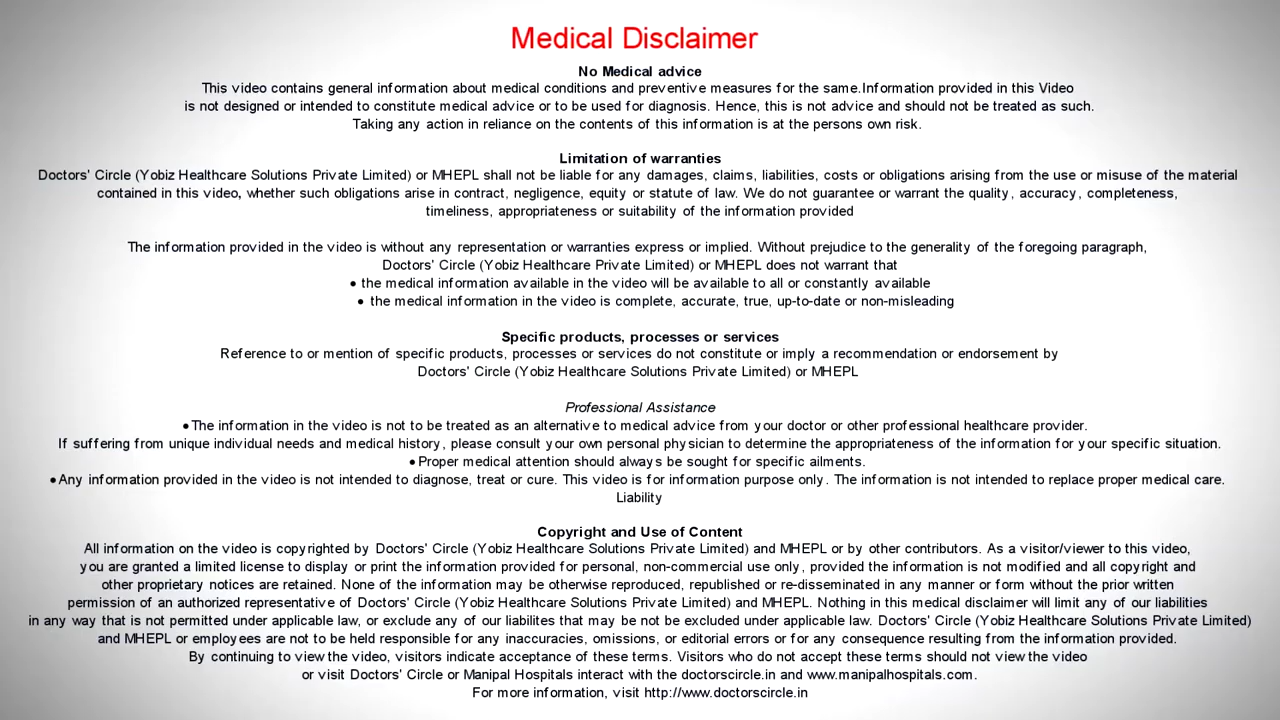 Medical Disclaimer
No Medical advice
This video contains general information about medical conditions and preventive measures for the same.Information provided in this Video
is not designed or intended to constitute medical advice or to be used for diagnosis. Hence, this is not advice and should not be treated as such.
Taking any action in reliance on the contents of this information is at the persons own risk.
Limitation of warranties
Doctors' Circle (Yobiz Healthcare Solutions Private Limited) or MHEPL shall not be liable for any damages, claims, liabilities, costs or obligations arising from the use or misuse of the material
contained in this video, whether such obligations arise in contract, negligence, equity or statute of law. We do not guarantee or warrant the quality, accuracy, completeness,
timeliness, appropriateness or suitability of the information provided
The information provided in the video is without any representation or warranties express or implied. Without prejudice to the generality of the foregoing paragraph,
Doctors' Circle (Yobiz Healthcare Private Limited) or MHEPL does not warrant that
• the medical information available in the video will be available to all or constantly available
• the medical information in the video is complete, accurate, true, up-to-date or non-misleading
Specific products, processes or services
Reference to or mention of specific products, processes or services do not constitute or imply a recommendation or endorsement by
Doctors' Circle (Yobiz Healthcare Solutions Private Limited) or MHEPL
Professional Assistance
•The information in the video is not to be treated as an alternative to medical advice from your doctor or other professional healthcare provider.
If suffering from unique individual needs and medical history, please consult your own personal physician to determine the appropriateness of the information for your specific situation.
•Proper medical attention should always be sought for specific ailments.
•Any information provided in the video is not intended to diagnose, treat or cure. This video is for information purpose only. The information is not intended to replace proper medical care.
Liability
Copyright and Use of Content
All information on the video is copyrighted by Doctors' Circle (Yobiz Healthcare Solutions Private Limited) and MHEPL or by other contributors. As a visitor/viewer to this video,
you are granted a limited license to display or print the information provided for personal, non-commercial use only, provided the information is not modified and all copyright and
other proprietary notices are retained. None of the information may be otherwise reproduced, republished or re-disseminated in any manner or form without the prior written
permission of an authorized representative of Doctors' Circle (Yobiz Healthcare Solutions Private Limited) and MHEPL. Nothing in this medical disclaimer will limit any of our liabilities
in any way that is not permitted under applicable law, or exclude any of our liabilites that may be not be excluded under applicable law. Doctors' Circle (Yobiz Healthcare Solutions Private Limited)
and MHEPL or employees are not to be held responsible for any inaccuracies, omissions, or editorial errors or for any consequence resulting from the information provided.
By continuing to view the video, visitors indicate acceptance of these terms. Visitors who do not accept these terms should not view the video
or visit Doctors' Circle or Manipal Hospitals interact with the doctorscircle.in and www.manipalhospitals.com.
For more information, visit http://www.doctorscircle.in